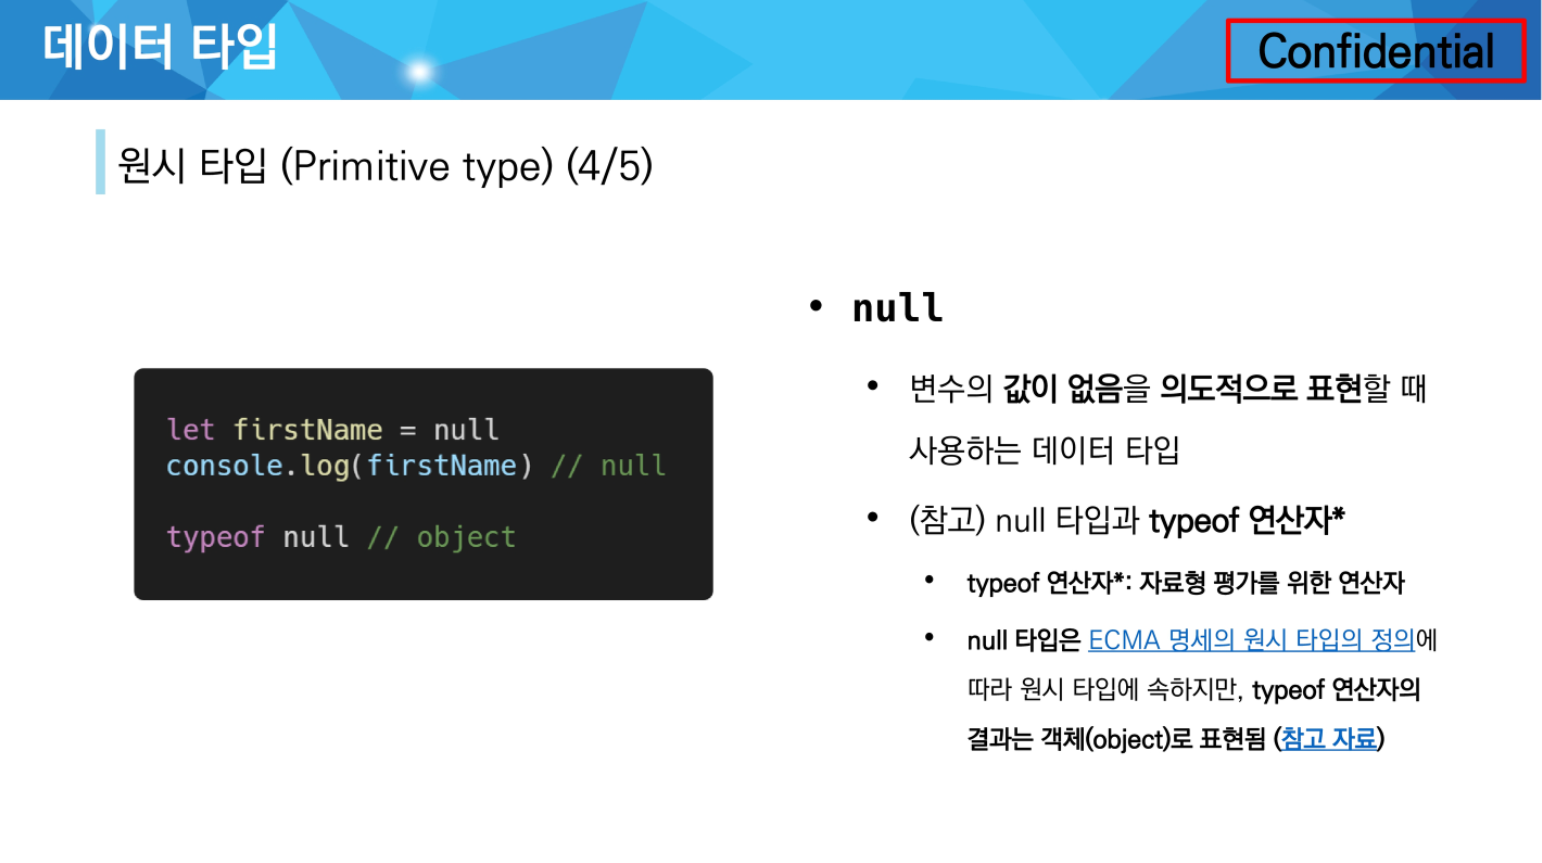 데이터 타입
Confidential
원시 타입 (Primitive type) (4/5)
let firstName = null
console.log(firstName) // null
typeof null // object
• null
• 변수의 값이 없음을 의도적으로 표현할 때
사용하는 데이터 타입
• (참고) null 타입과 typeof 연산자*
• typeof 연산자*: 자료형 평가를 위한 연산자
• null 타입은 ECMA 명세의 원시 타입의 정의에
따라 원시 타입에 속하지만, typeof 연산자의
결과는 객체(object)로 표현됨 (참고 자료)